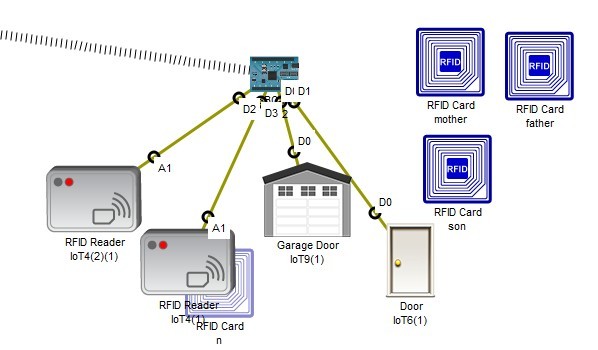 RFID
RFID
RFID Card
mother
RFID Card
father
D1
D2
D3
2
D0
RFID
A1
RFID Card
son
D0
A1
RFID Reader
IoT4(2)(1)
Garage Door
IoT9(1)
RFID Reader
IoT4(1)
RFID Card
n
Door
IoT6(1)